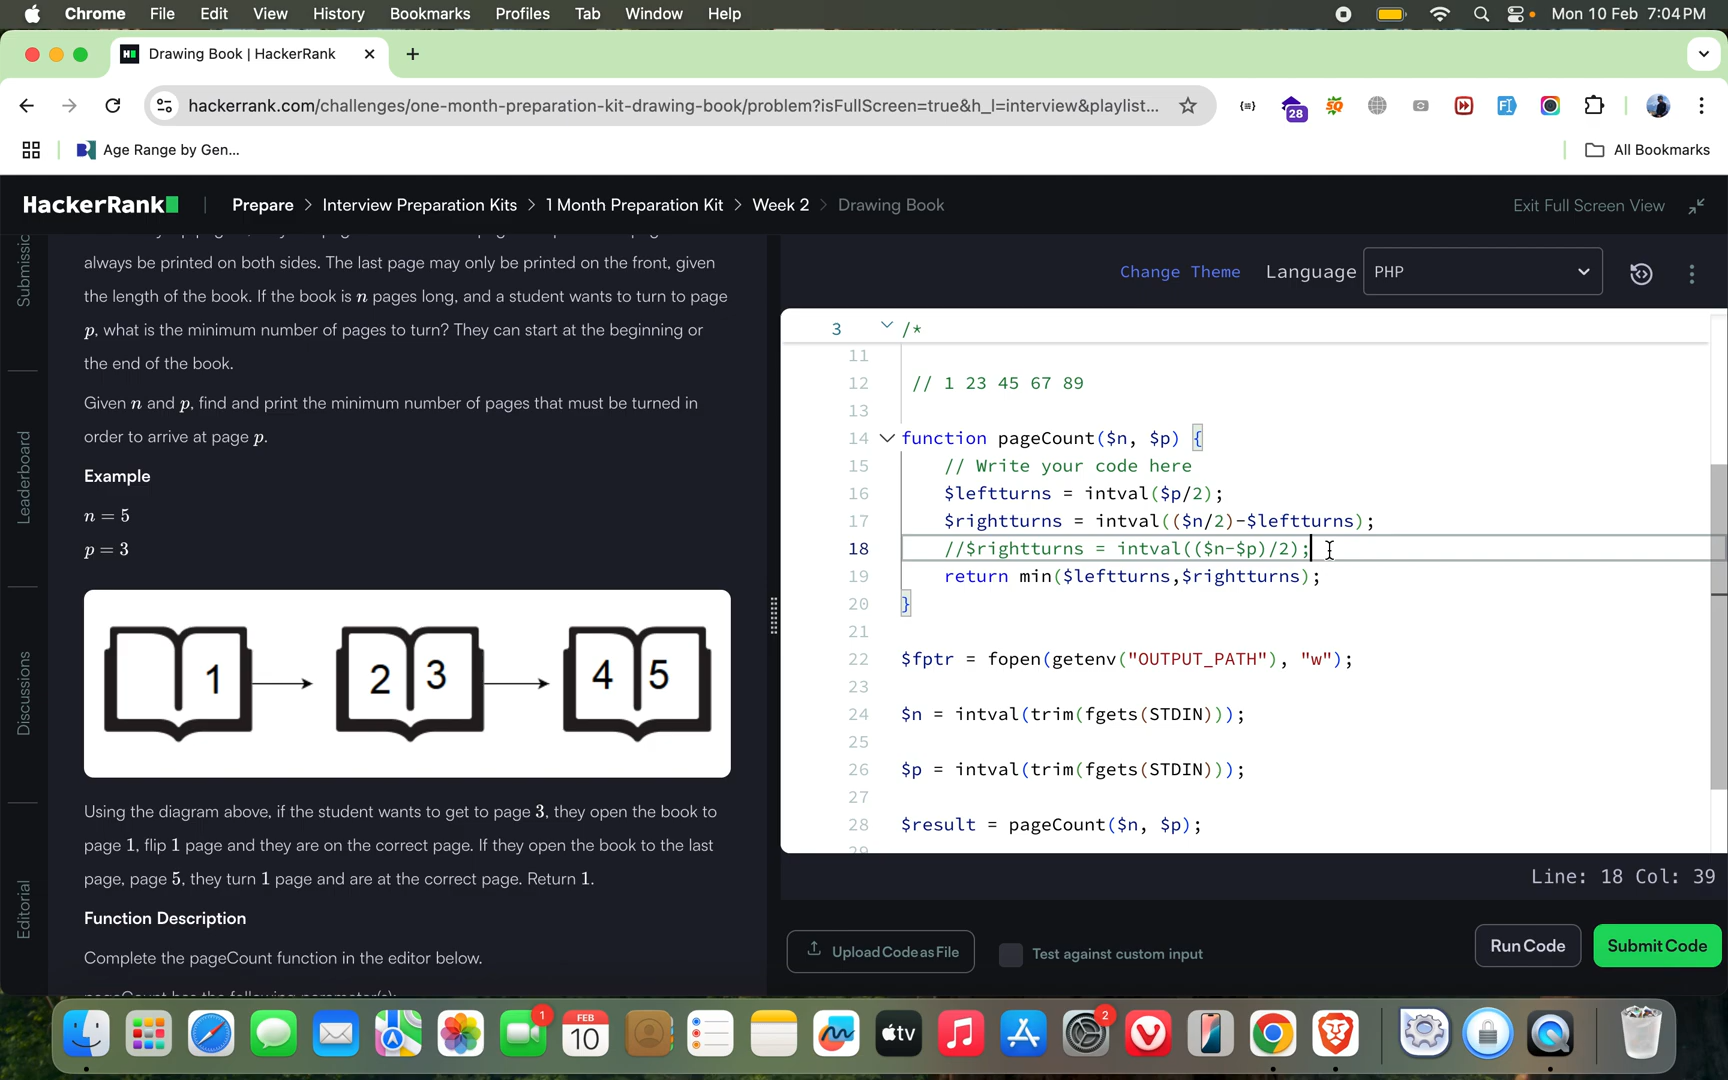 Chrome File Edit View History Bookmarks Profiles Tab Window Help Mon 10 Feb 7:04 PM
Drawing Book | HackerRank
hackerrank.com/challenges/one-month-preparation-kit-drawing-book/problem?isFullScreen=true&h_l=interview&playlist...
28
Age Range by Gen...
All Bookmarks
HackerRank Prepare > Interview Preparation Kits > 1 Month Preparation Kit > Week 2 > Drawing Book Exit Full Screen View
Submissio
Leaderboard
Discussions
Editorial
always be printed on both sides. The last page may only be printed on the front, given
the length of the book. If the book is n pages long, and a student wants to turn to page
p, what is the minimum number of pages to turn? They can start at the beginning or
the end of the book.
Given n and p, find and print the minimum number of pages that must be turned in
order to arrive at page p.
Example
n = 5
p = 3
1 2 3 4 5
Using the diagram above, if the student wants to get to page 3, they open the book to
page 1, flip 1 page and they are on the correct page. If they open the book to the last
page, page 5, they turn 1 page and are at the correct page. Return 1.
Function Description
Complete the pageCount function in the editor below.
Change Theme Language PHP
3 /*
11
12 // 1 23 45 67 89
13
14 function pageCount($n, $p) {
15 // Write your code here
16 $leftturns = intval($p/2);
17 $rightturns = intval(($n/2)-$leftturns);
18 //$rightturns = intval(($n-$p)/2);
19 return min($leftturns,$rightturns);
20 }
21
22 $fptr = fopen(getenv("OUTPUT_PATH"), "w");
23
24 $n = intval(trim(fgets(STDIN)));
25
26 $p = intval(trim(fgets(STDIN)));
27
28 $result = pageCount($n, $p);
Line: 18 Col: 39
Upload Code as File Test against custom input Run Code Submit Code
1 FEB 10 tv 2